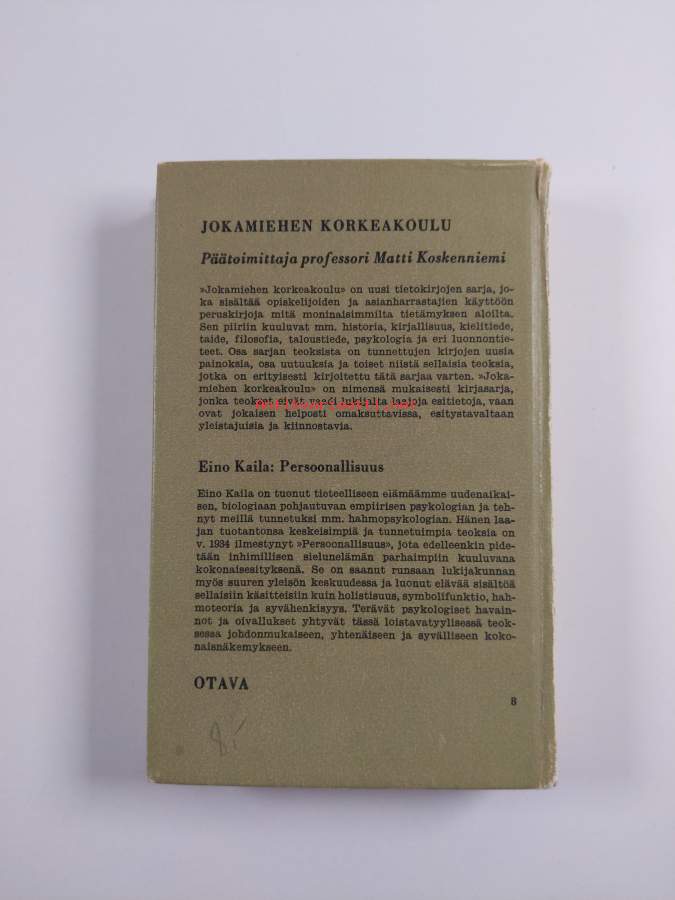 JOKAMIEHEN KORKEAKOULU
Päätoimittaja professori Matti Koskenniemi
»Jokamiehen korkeakoulu» on uusi tietokirjojen sarja, jo-
ka sisältää opiskelijoiden ja asianharrastajien käyttöön
peruskirjoja mitä moninaisimmilta tietämyksen aloilta.
Sen piiriin kuuluvat mm. historia, kirjallisuus, kielitiede,
taide, filosofia, taloustiede, psykologia ja eri luonnontie-
teet. Osa sarjan teoksista on tunnettujen kirjojen uusia
painoksia, osa uutuuksia ja toiset niistä sellaisia teoksia,
jotka on erityisesti kirjoitettu tätä sarjaa varten. »Joka-
miehen korkeakoulu» on nimensä mukaisesti kirjasarja,
jonka teokset eivät vaadi lukijalta laajoja esitietoja, vaan
ovat jokaisen helposti omaksuttavissa, esitystavaltaan
yleistajuisia ja kiinnostavia.
Eino Kaila: Persoonallisuus
Eino Kaila on tuonut tieteelliseen elämäämme uudenaikai-
sen, biologiaan pohjautuvan empiirisen psykologian ja teh-
nyt meillä tunnetuksi mm. hahmopsykologian. Hänen laa-
jan tuotantonsa keskeisimpiä ja tunnetuimpia teoksia on
v. 1934 ilmestynyt »Persoonallisuus», jota edelleenkin pide-
tään inhimillisen sielunelämän parhaimpiin kuuluvana
kokonaisesityksenä. Se on saanut runsaan lukijakunnan
myös suuren yleisön keskuudessa ja luonut elävää sisältöä
sellaisiin käsitteisiin kuin holistisuus, symbolifunktio, hah-
moteoria ja syvähenkisyys. Terävät psykologiset havain-
not ja oivallukset yhtyvät tässä loistavatyylisessä teok-
sessa johdonmukaiseen, yhtenäiseen ja syvälliseen koko-
naisnäkemykseen.
OTAVA
8
8,-